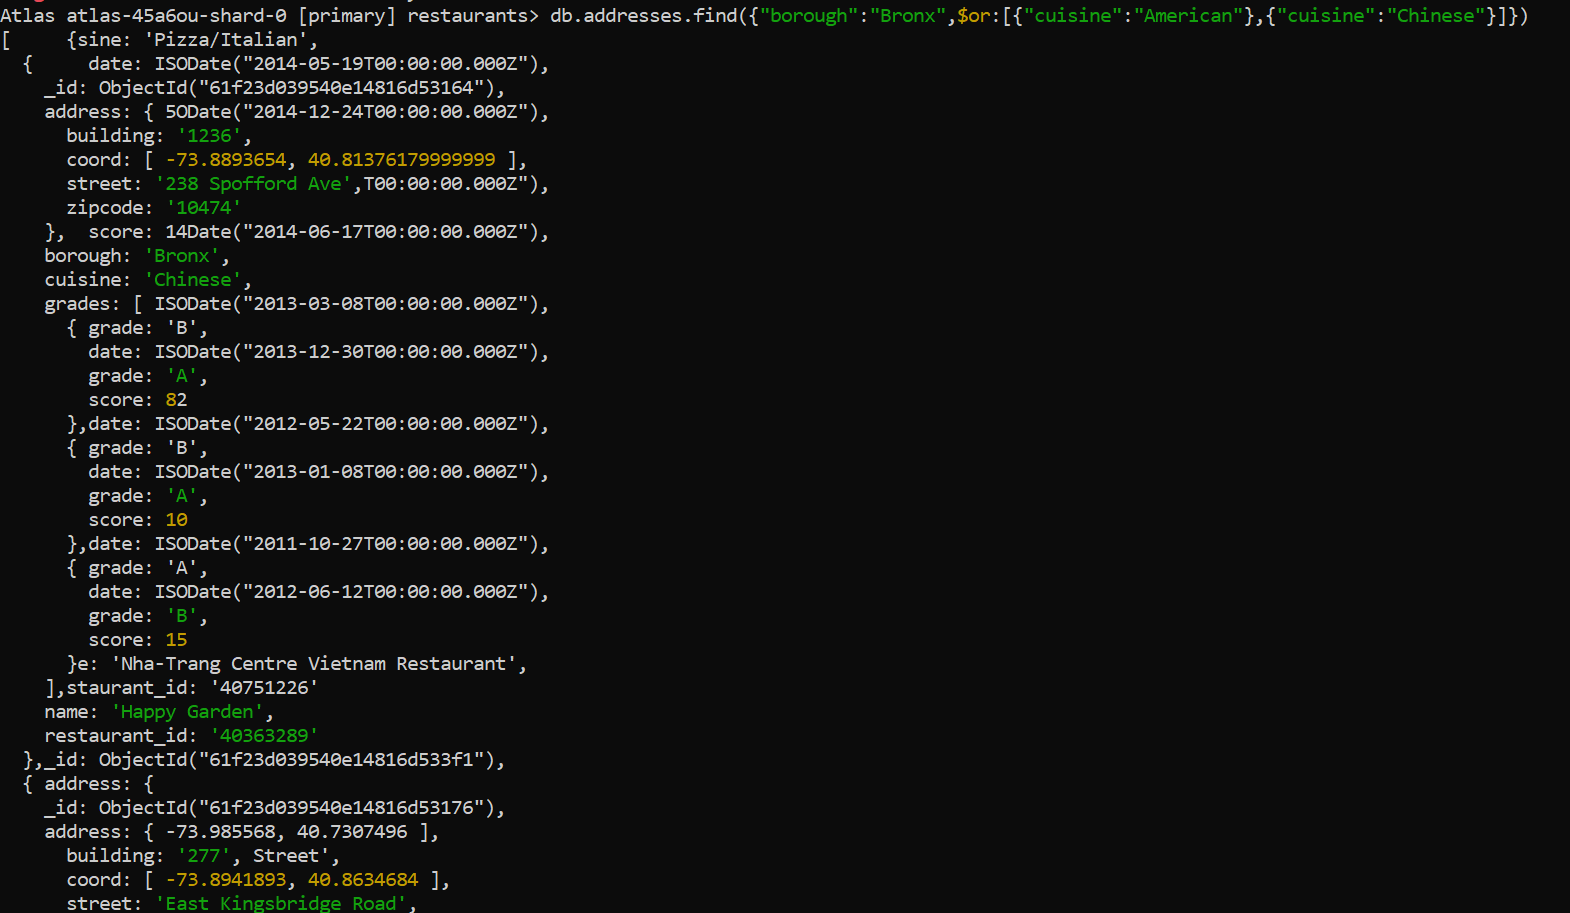 Atlas atlas-45a6ou-shard-0 [primary] restaurants> db.addresses.find({"borough":"Bronx",$or:[{"cuisine":"American"},{"cuisine":"Chinese"}]})
[     {sine: 'Pizza/Italian',
  {     date: ISODate("2014-05-19T00:00:00.000Z"),
    _id: ObjectId("61f23d039540e14816d53164"),
    address: { 5ODate("2014-12-24T00:00:00.000Z"),
      building: '1236',
      coord: [ -73.8893654, 40.81376179999999 ],
      street: '238 Spofford Ave',T00:00:00.000Z"),
      zipcode: '10474'
    },  score: 14Date("2014-06-17T00:00:00.000Z"),
    borough: 'Bronx',
    cuisine: 'Chinese',
    grades: [ ISODate("2013-03-08T00:00:00.000Z"),
      { grade: 'B',
        date: ISODate("2013-12-30T00:00:00.000Z"),
        grade: 'A',
        score: 82
      },date: ISODate("2012-05-22T00:00:00.000Z"),
      { grade: 'B',
        date: ISODate("2013-01-08T00:00:00.000Z"),
        grade: 'A',
        score: 10
      },date: ISODate("2011-10-27T00:00:00.000Z"),
      { grade: 'A',
        date: ISODate("2012-06-12T00:00:00.000Z"),
        grade: 'B',
        score: 15
      }e: 'Nha-Trang Centre Vietnam Restaurant',
    ],staurant_id: '40751226'
    name: 'Happy Garden',
    restaurant_id: '40363289'
  },_id: ObjectId("61f23d039540e14816d533f1"),
  { address: {
    _id: ObjectId("61f23d039540e14816d53176"),
    address: { -73.985568, 40.7307496 ],
      building: '277', Street',
      coord: [ -73.8941893, 40.8634684 ],
      street: 'East Kingsbridge Road',